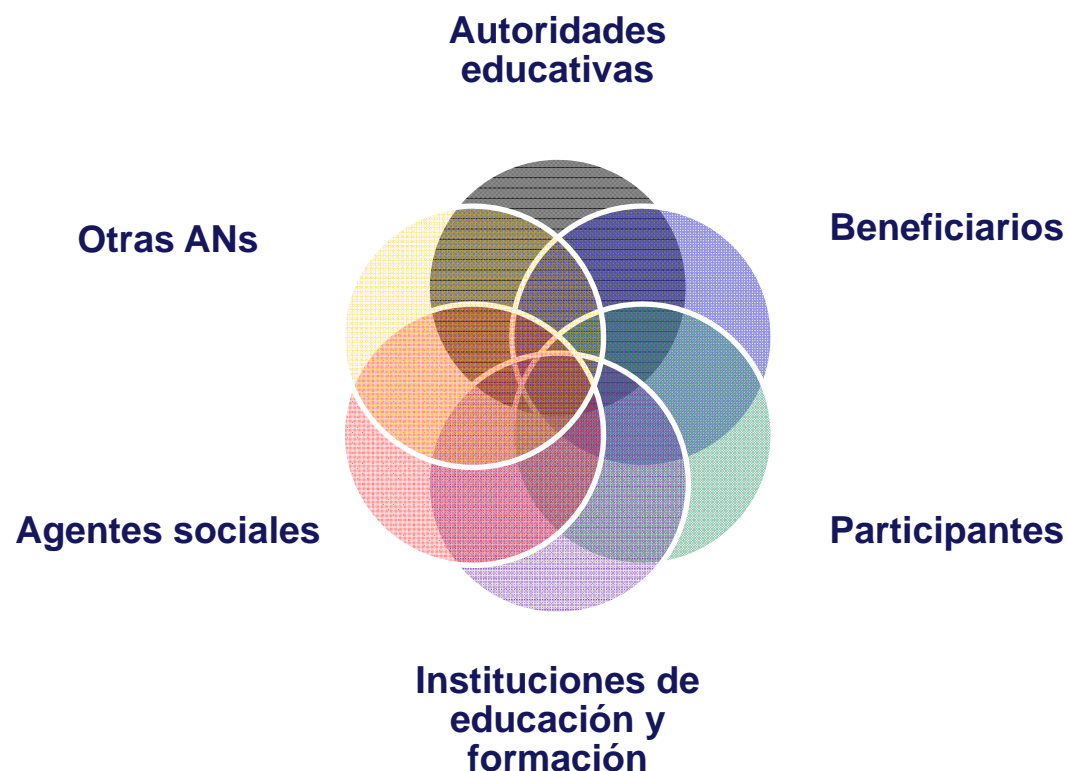 Autoridades
educativas
Otras ANs
Beneficiarios
Agentes sociales
Participantes
Instituciones de
educación y
formación